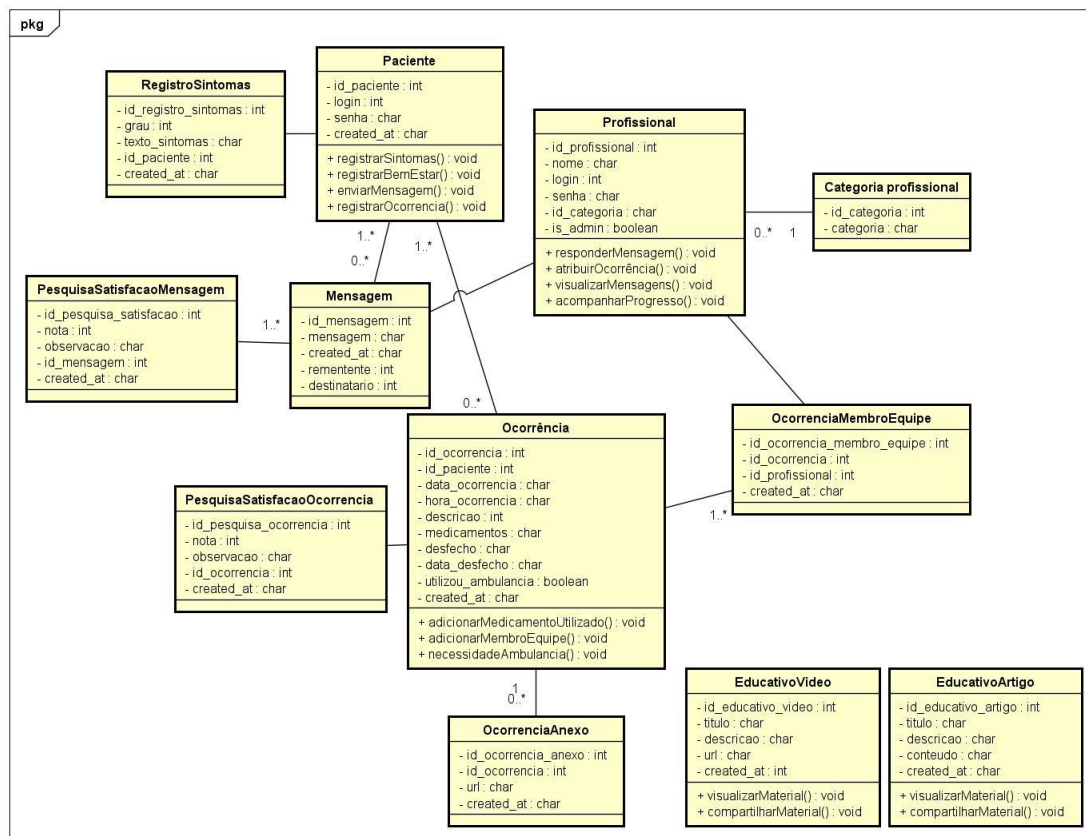 pkg
Paciente
- id_paciente : int
- login : int
- senha : char
- created_at : char
+ registrarSintomas() : void
+ registrarBemEstar() : void
+ enviarMensagem() : void
+ registrarOcorrencia() : void
RegistroSintomas
- id_registro_sintomas : int
- grau : int
- texto_sintomas : char
- id_paciente : int
- created_at : char
Profissional
- id_profissional : int
- nome : char
- login : int
- senha : char
- id_categoria : char
- is_admin : boolean
+ responderMensagem() : void
+ atribuirOcorrência() : void
+ visualizarMensagens() : void
+ acompanharProgresso() : void
Categoria profissional
- id_categoria : int
- categoria : char
0..* 1
1..* 1..*
0..*
PesquisaSatisfacaoMensagem
- id_pesquisa_satisfacao : int
- nota : int
- observacao : char
- id_mensagem : int
- created_at : char
1..*
Mensagem
- id_mensagem : int
- mensagem : char
- created_at : char
- rementente : int
- destinatario : int
0..*
Ocorrência
- id_ocorrencia : int
- id_paciente : int
- data_ocorrencia : char
- hora_ocorrencia : char
- descricao : int
- medicamentos : char
- desfecho : char
- data_desfecho : char
- utilizou_ambulancia : boolean
- created_at : char
+ adicionarMedicamentoUtilizado() : void
+ adicionarMembroEquipe() : void
+ necessidadeAmbulancia() : void
OcorrenciaMembroEquipe
- id_ocorrencia_membro_equipe : int
- id_ocorrencia : int
- id_profissional : int
- created_at : char
1..*
PesquisaSatisfacaoOcorrencia
- id_pesquisa_ocorrencia : int
- nota : int
- observacao : char
- id_ocorrencia : int
- created_at : char
1
0..*
OcorrenciaAnexo
- id_ocorrencia_anexo : int
- id_ocorrencia : int
- url : char
- created_at : char
EducativoVideo
- id_educativo_video : int
- titulo : char
- descricao : char
- url : char
- created_at : int
+ visualizarMaterial() : void
+ compartilharMaterial() : void
EducativoArtigo
- id_educativo_artigo : int
- titulo : char
- descricao : char
- conteudo : char
- created_at : char
+ visualizarMaterial() : void
+ compartilharMaterial() : void